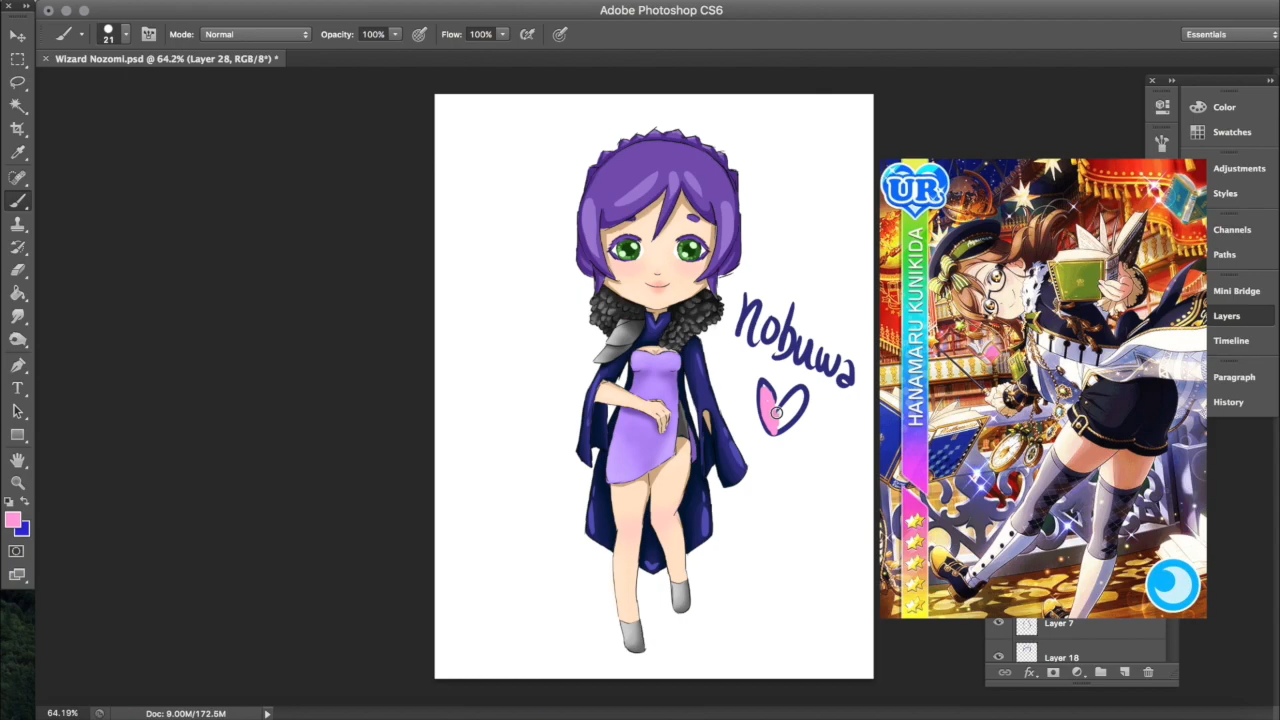 Adobe Photoshop CS6
21
Mode: Normal
Opacity: 100%
Flow: 100%
Essentials
Wizard Nozomi.psd @ 64.2% (Layer 28, RGB/8*) *
Color
Swatches
Adjustments
Styles
Channels
Paths
Mini Bridge
Layers
Timeline
Paragraph
History
nobuwa
UR
HANAMARU KUNIKIDA
Layer 7
Layer 18
fx
T
64.19%
Doc: 9.00M/172.5M